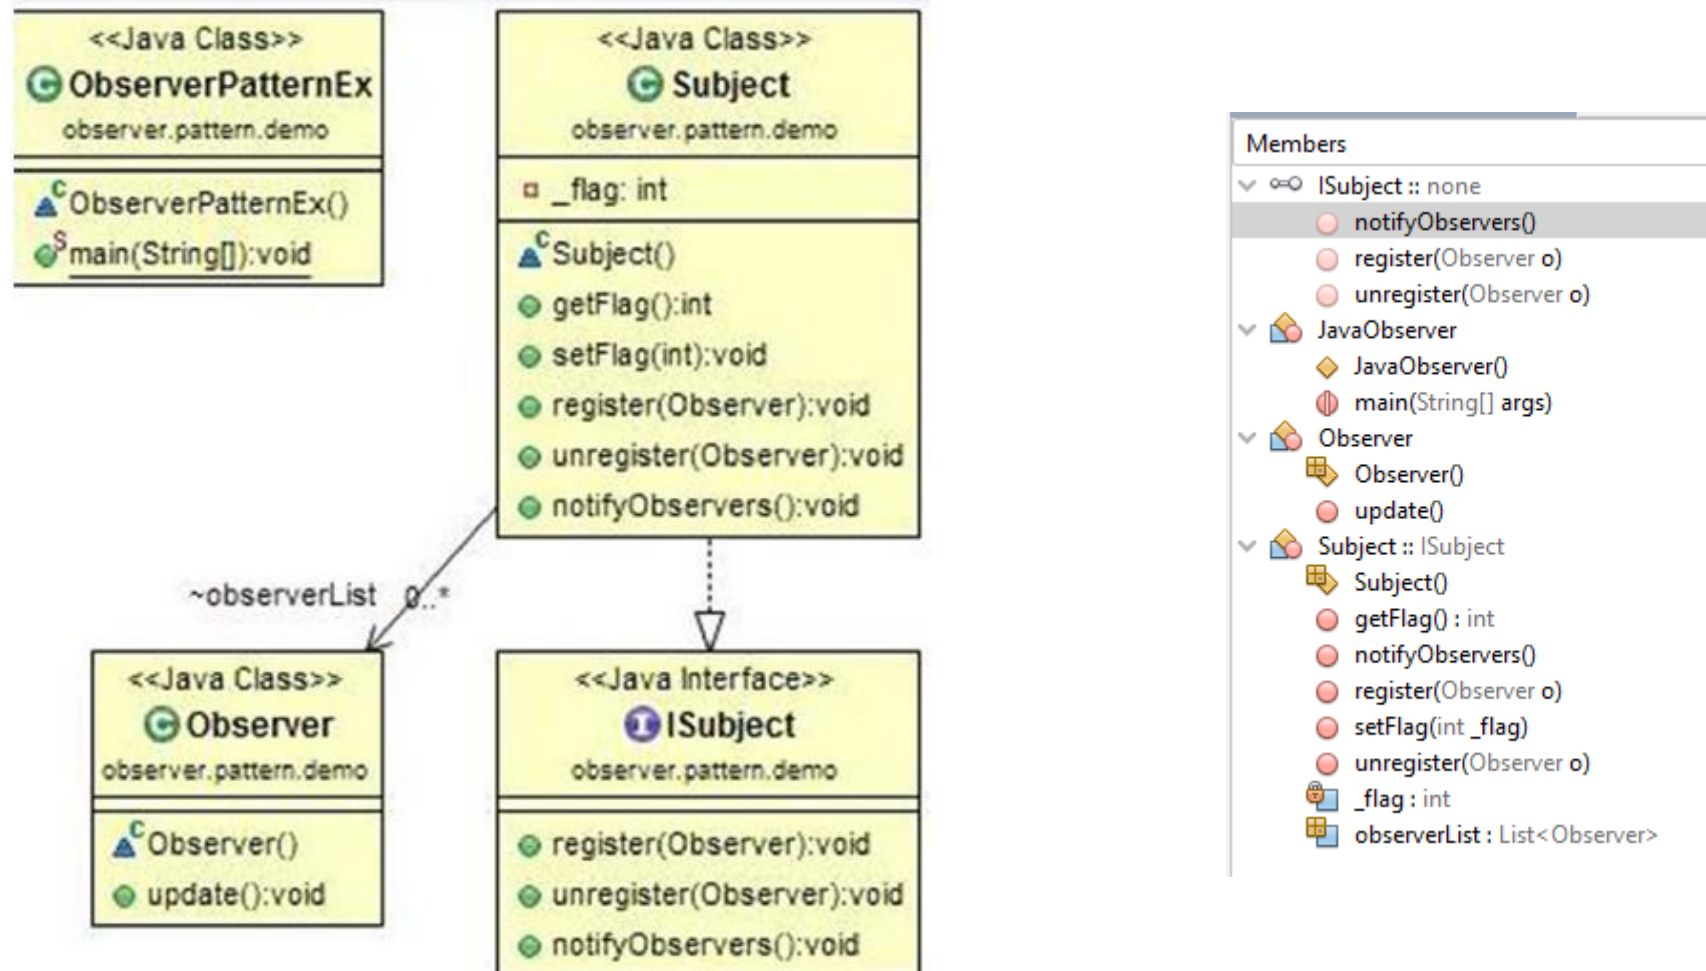 <<Java Class>>
ObserverPatternEx
observer.pattern.demo
ObserverPatternEx()
main(String[]):void
<<Java Class>>
Subject
observer.pattern.demo
_flag: int
Subject()
getFlag():int
setFlag(int):void
register(Observer):void
unregister(Observer):void
notifyObservers():void
~observerList 0..*
<<Java Class>>
Observer
observer.pattern.demo
Observer()
update():void
<<Java Interface>>
ISubject
observer.pattern.demo
register(Observer):void
unregister(Observer):void
notifyObservers():void
Members
ISubject :: none
notifyObservers()
register(Observer o)
unregister(Observer o)
JavaObserver
JavaObserver()
main(String[] args)
Observer
Observer()
update()
Subject :: ISubject
Subject()
getFlag() : int
notifyObservers()
register(Observer o)
setFlag(int _flag)
unregister(Observer o)
_flag : int
observerList : List<Observer>